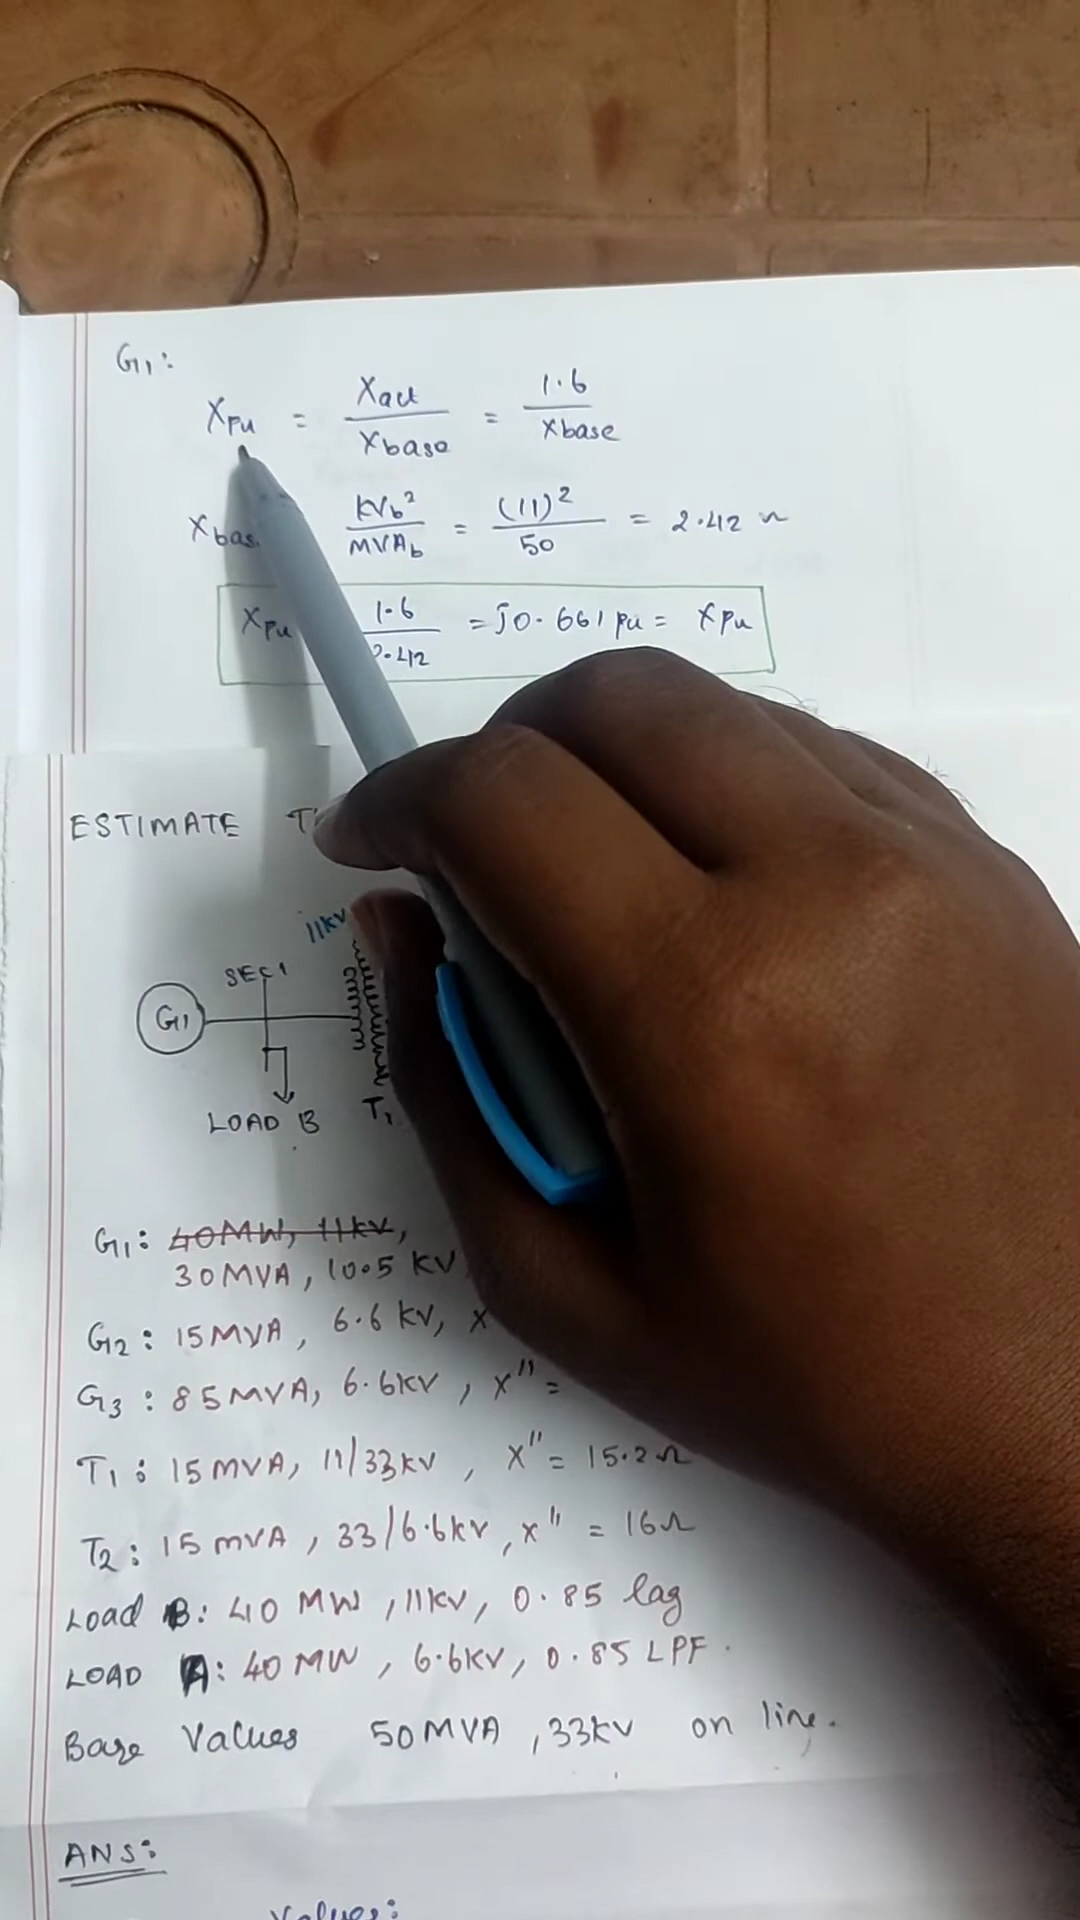 G1:
Xpu = Xact / Xbase = 1.6 / Xbase
Xbas KVb² / MVAb = (11)² / 50 = 2.42 Ω
Xpu 1.6 / 2.42 = j0.661 pu = Xpu
ESTIMATE
11KV
SEC 1
G1
LOAD B
T1
G1: 40MW, 11KV,
30MVA, 10.5 KV
G2: 15MVA, 6.6 KV, X
G3: 85MVA, 6.6KV, X" =
T1: 15MVA, 11/33KV, X" = 15.2Ω
T2: 15MVA, 33/6.6KV, X" = 16Ω
Load B: 40 MW, 11KV, 0.85 lag
LOAD A: 40 MW, 6.6KV, 0.85 LPF.
Base Values 50MVA, 33KV on line.
ANS:
Values: